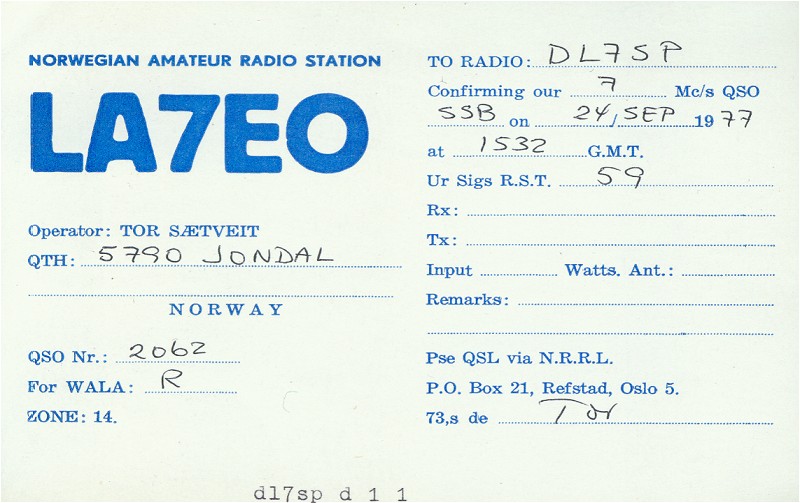 NORWEGIAN AMATEUR RADIO STATION
LA7EO
Operator: TOR SÆTVEIT
QTH: 5790 JONDAL
NORWAY
QSO Nr.: 2062
For WALA: R
ZONE: 14.
TO RADIO: DL7SP
Confirming our 7 Mc/s QSO
SSB on 24/SEP 1977
at 1532 G.M.T.
Ur Sigs R.S.T. 59
Rx:
Tx:
Input Watts. Ant.:
Remarks:
Pse QSL via N.R.R.L.
P.O. Box 21, Refstad, Oslo 5.
73,s de Tor
dl7sp d 1 1